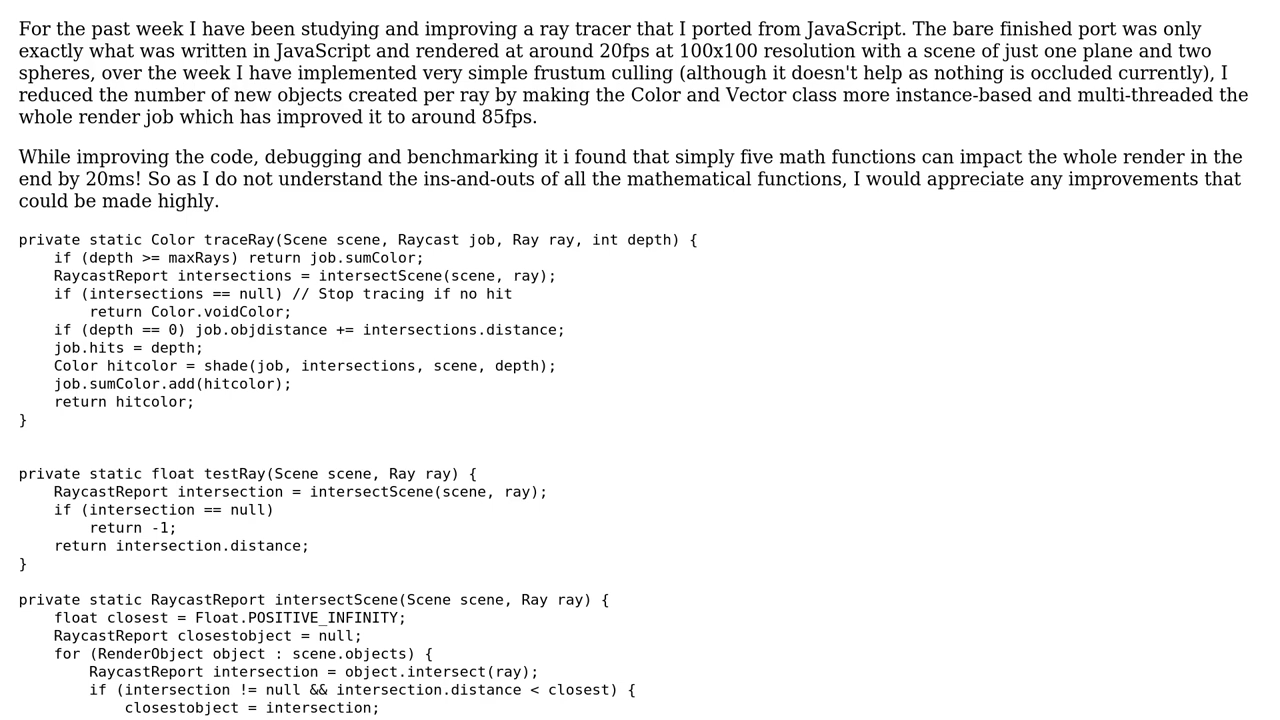 For the past week I have been studying and improving a ray tracer that I ported from JavaScript. The bare finished port was only
exactly what was written in JavaScript and rendered at around 20fps at 100x100 resolution with a scene of just one plane and two
spheres, over the week I have implemented very simple frustum culling (although it doesn't help as nothing is occluded currently), I
reduced the number of new objects created per ray by making the Color and Vector class more instance-based and multi-threaded the
whole render job which has improved it to around 85fps.
While improving the code, debugging and benchmarking it i found that simply five math functions can impact the whole render in the
end by 20ms! So as I do not understand the ins-and-outs of all the mathematical functions, I would appreciate any improvements that
could be made highly.
private static Color traceRay(Scene scene, Raycast job, Ray ray, int depth) {
    if (depth >= maxRays) return job.sumColor;
    RaycastReport intersections = intersectScene(scene, ray);
    if (intersections == null) // Stop tracing if no hit
        return Color.voidColor;
    if (depth == 0) job.objdistance += intersections.distance;
    job.hits = depth;
    Color hitcolor = shade(job, intersections, scene, depth);
    job.sumColor.add(hitcolor);
    return hitcolor;
}
private static float testRay(Scene scene, Ray ray) {
    RaycastReport intersection = intersectScene(scene, ray);
    if (intersection == null)
        return -1;
    return intersection.distance;
}
private static RaycastReport intersectScene(Scene scene, Ray ray) {
    float closest = Float.POSITIVE_INFINITY;
    RaycastReport closestobject = null;
    for (RenderObject object : scene.objects) {
        RaycastReport intersection = object.intersect(ray);
        if (intersection != null && intersection.distance < closest) {
            closestobject = intersection;